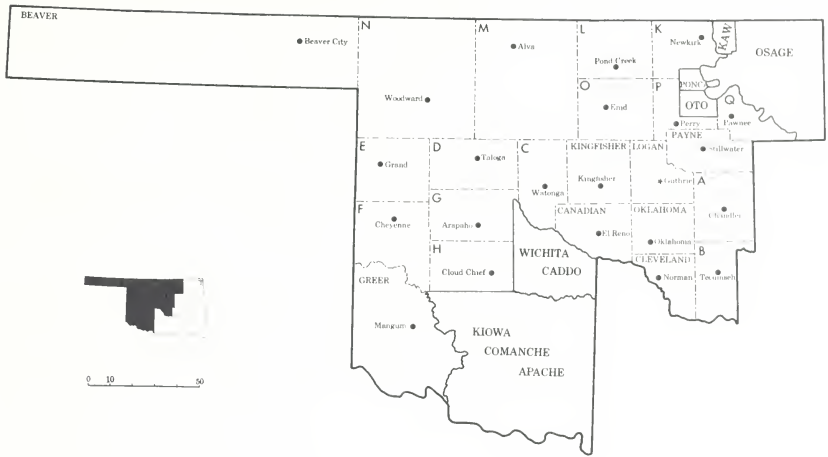 BEAVER
Beaver City
N
M
L
K
Alva
Pond Creek
Newkirk
KAW
OSAGE
Woodward
O
Enid
P
PONCA
OTO
Q
Perry
Pawnee
PAYNE
Stillwater
E
Grand
D
Taloga
C
Watonga
KINGFISHER
Kingfisher
LOGAN
Guthrie
A
Chandler
F
Cheyenne
G
Arapaho
CANADIAN
El Reno
OKLAHOMA
Oklahoma
WICHITA
CADDO
H
Cloud Chief
CLEVELAND
Norman
B
Tecumseh
GREER
Mangum
KIOWA
COMANCHE
APACHE
0 10 50